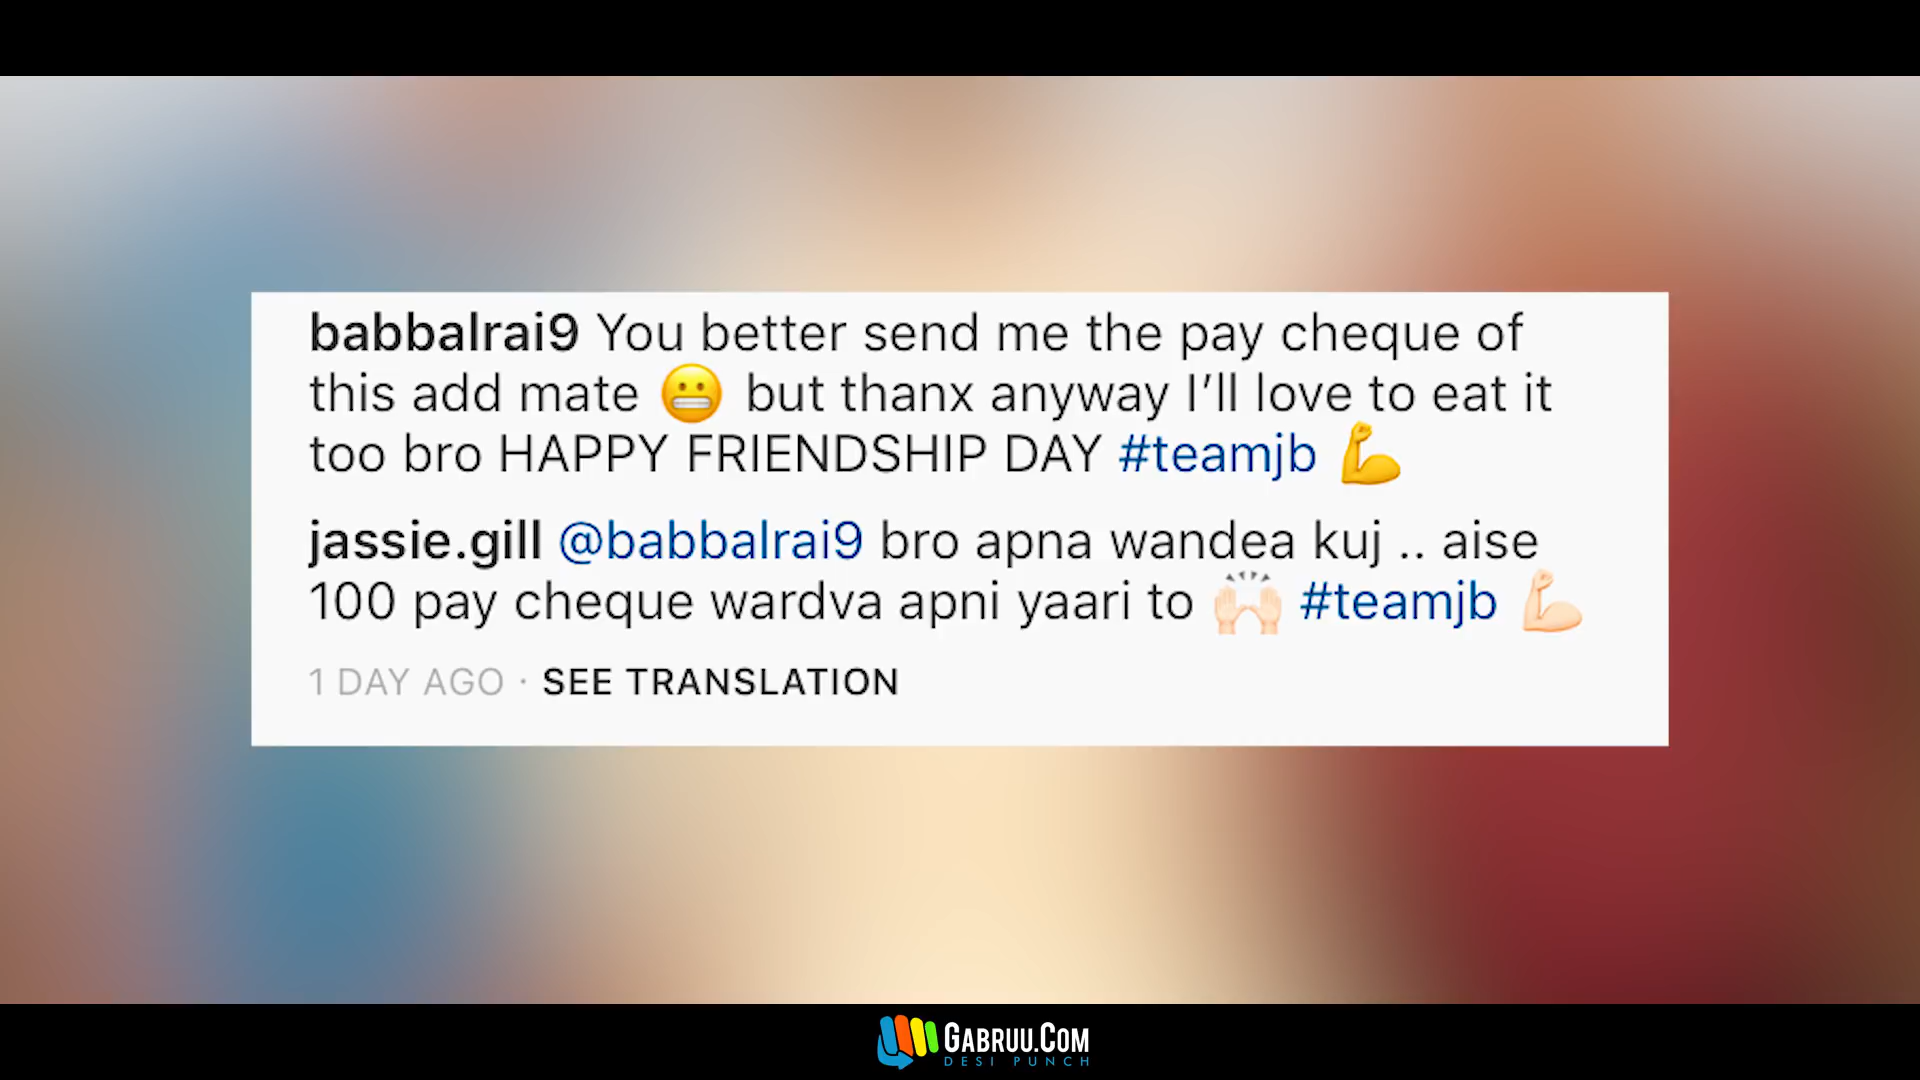 babbalrai9 You better send me the pay cheque of
this add mate 😬 but thanx anyway I'll love to eat it
too bro HAPPY FRIENDSHIP DAY #teamjb 💪
jassie.gill @babbalrai9 bro apna wandea kuj .. aise
100 pay cheque wardva apni yaari to 🙌🏻 #teamjb 💪🏻
1 DAY AGO · SEE TRANSLATION
GABRUU.COM
DESI PUNCH